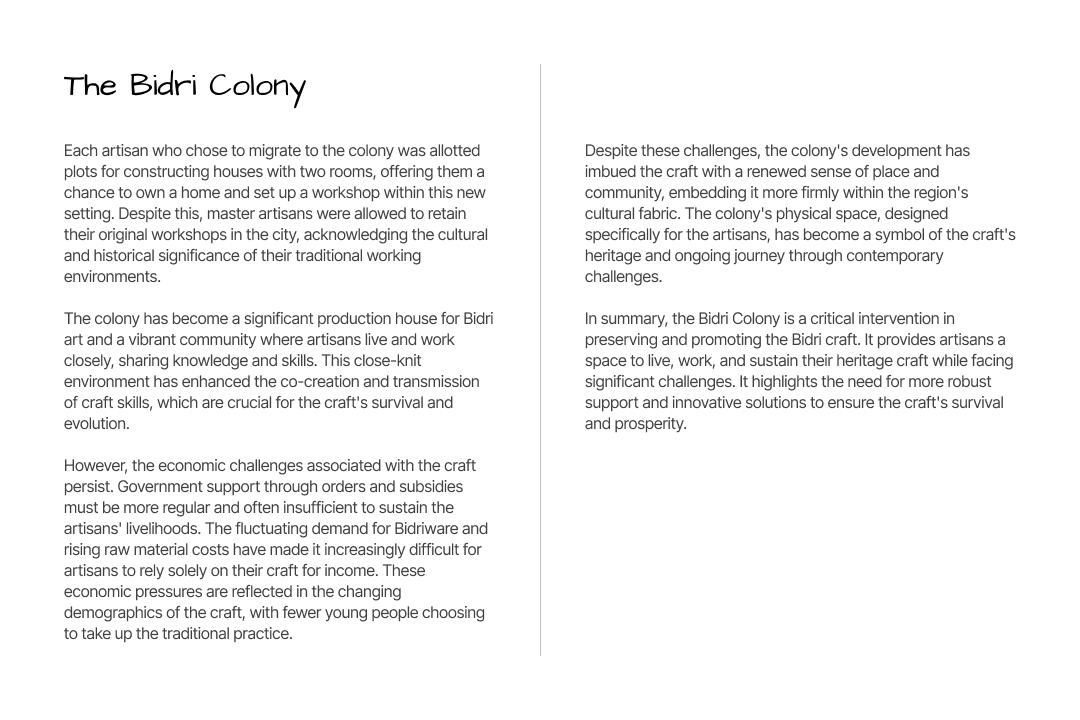 The Bidri Colony
Each artisan who chose to migrate to the colony was allotted
plots for constructing houses with two rooms, offering them a
chance to own a home and set up a workshop within this new
setting. Despite this, master artisans were allowed to retain
their original workshops in the city, acknowledging the cultural
and historical significance of their traditional working
environments.
The colony has become a significant production house for Bidri
art and a vibrant community where artisans live and work
closely, sharing knowledge and skills. This close-knit
environment has enhanced the co-creation and transmission
of craft skills, which are crucial for the craft's survival and
evolution.
However, the economic challenges associated with the craft
persist. Government support through orders and subsidies
must be more regular and often insufficient to sustain the
artisans' livelihoods. The fluctuating demand for Bidriware and
rising raw material costs have made it increasingly difficult for
artisans to rely solely on their craft for income. These
economic pressures are reflected in the changing
demographics of the craft, with fewer young people choosing
to take up the traditional practice.
Despite these challenges, the colony's development has
imbued the craft with a renewed sense of place and
community, embedding it more firmly within the region's
cultural fabric. The colony's physical space, designed
specifically for the artisans, has become a symbol of the craft's
heritage and ongoing journey through contemporary
challenges.
In summary, the Bidri Colony is a critical intervention in
preserving and promoting the Bidri craft. It provides artisans a
space to live, work, and sustain their heritage craft while facing
significant challenges. It highlights the need for more robust
support and innovative solutions to ensure the craft's survival
and prosperity.